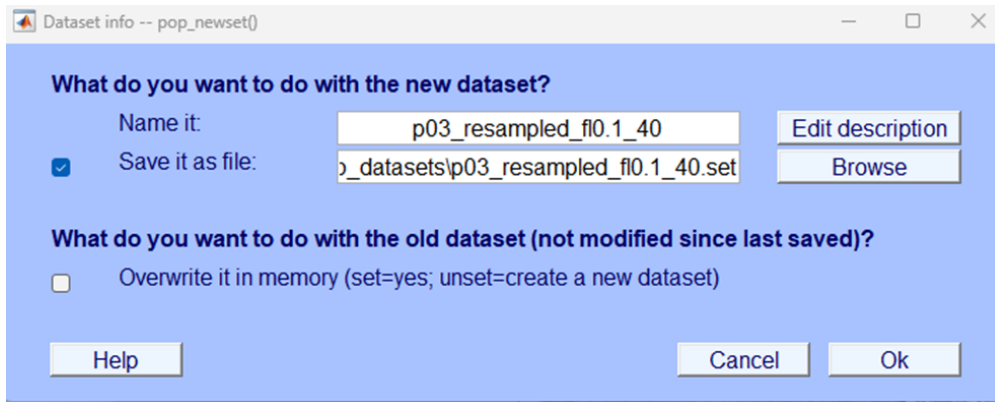 Dataset info -- pop_newset()
What do you want to do with the new dataset?
Name it: p03_resampled_fl0.1_40 Edit description
Save it as file: p_datasets\p03_resampled_fl0.1_40.set Browse
What do you want to do with the old dataset (not modified since last saved)?
Overwrite it in memory (set=yes; unset=create a new dataset)
Help Cancel Ok